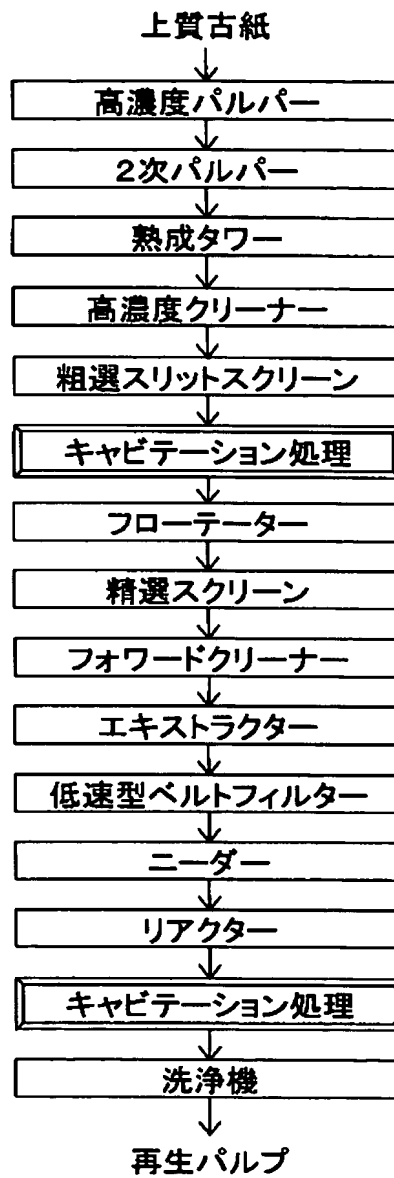 上質古紙
高濃度パルパー
2次パルパー
熟成タワー
高濃度クリーナー
粗選スリットスクリーン
キャビテーション処理
フローテーター
精選スクリーン
フォワードクリーナー
エキストラクター
低速型ベルトフィルター
ニーダー
リアクター
キャビテーション処理
洗浄機
再生パルプ